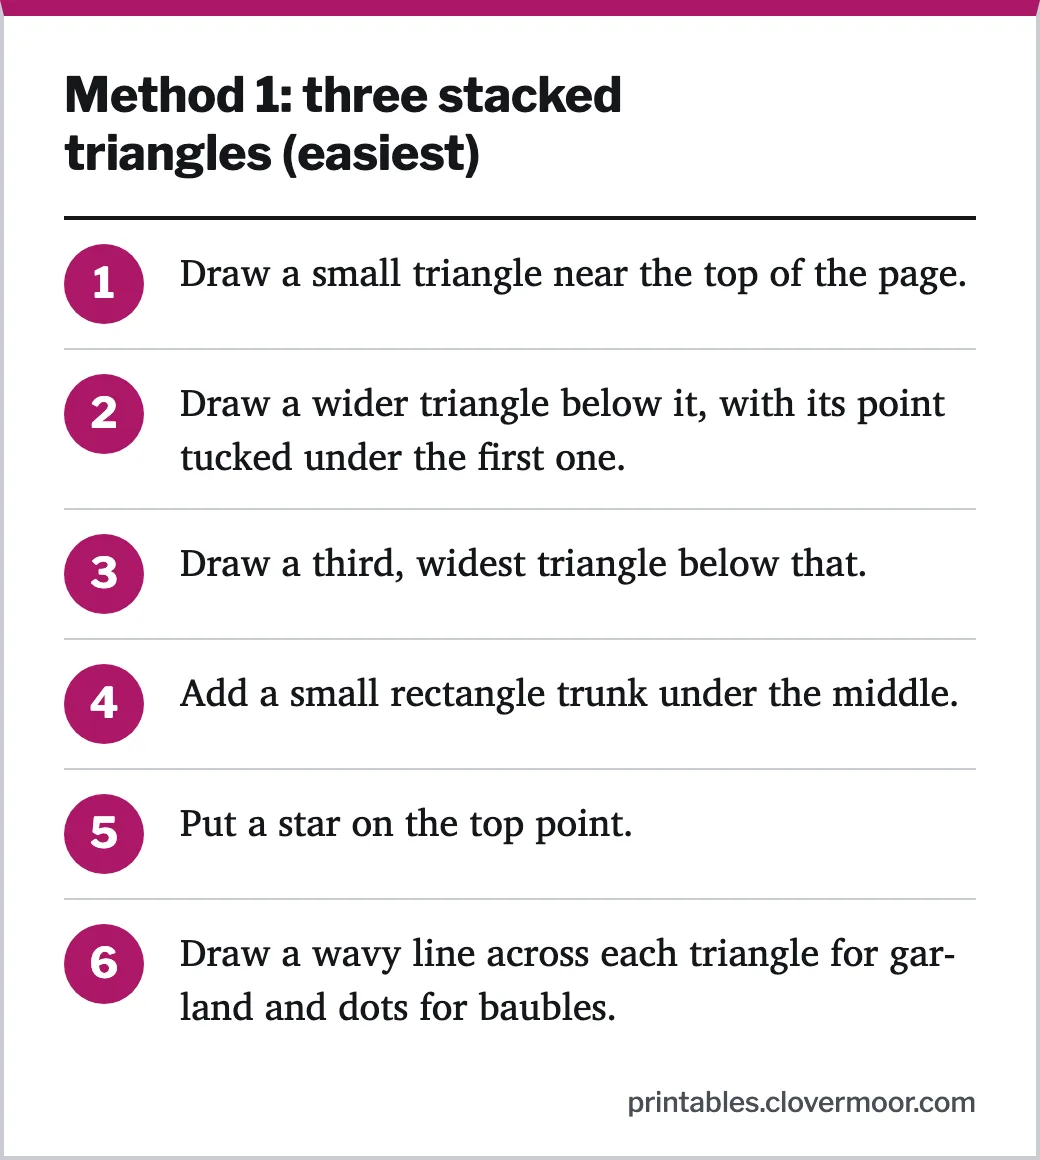 Method 1: three stacked
triangles (easiest)
1 Draw a small triangle near the top of the page.
2 Draw a wider triangle below it, with its point
tucked under the first one.
3 Draw a third, widest triangle below that.
4 Add a small rectangle trunk under the middle.
5 Put a star on the top point.
6 Draw a wavy line across each triangle for gar-
land and dots for baubles.
printables.clovermoor.com